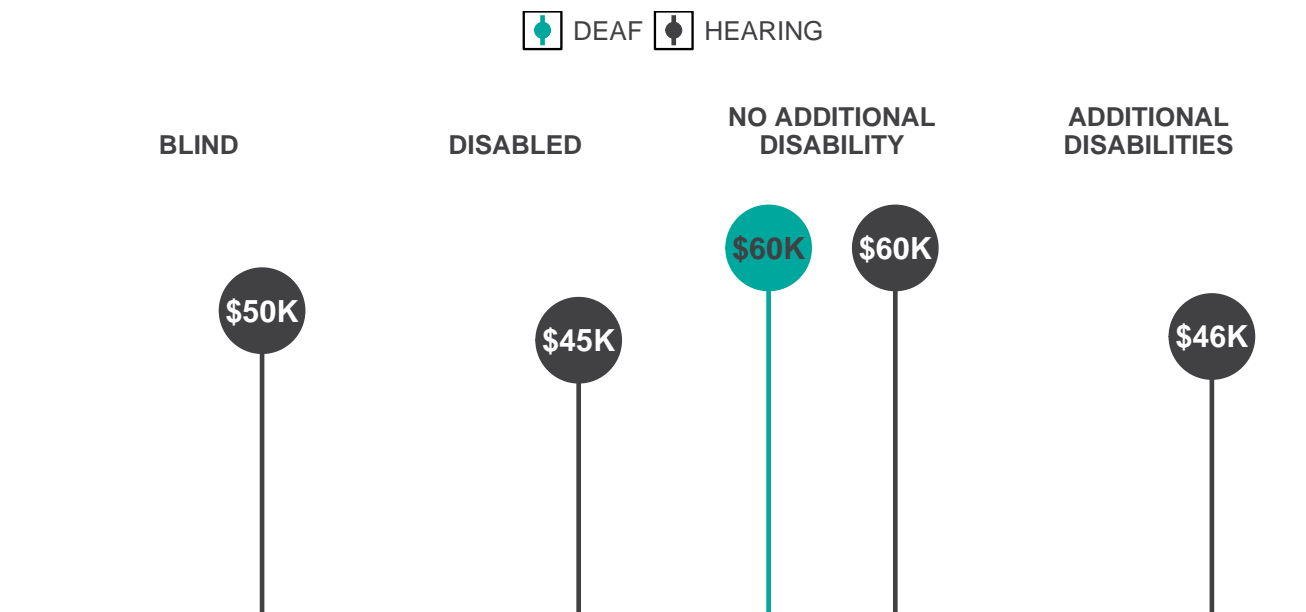 DEAF HEARING
BLIND
DISABLED
NO ADDITIONAL
DISABILITY
ADDITIONAL
DISABILITIES
$50K
$45K
$60K
$60K
$46K